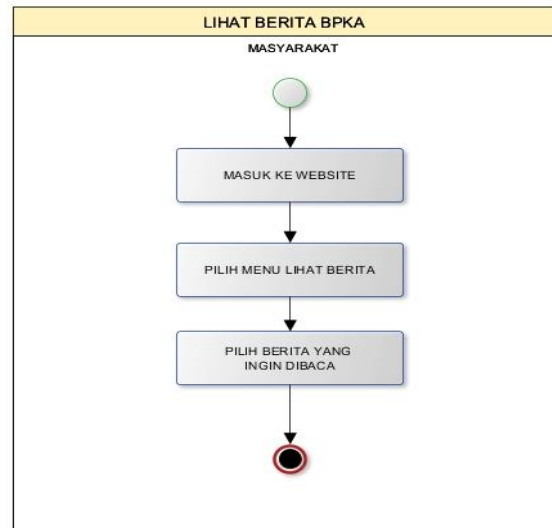 LIHAT BERITA BPKA
MASYARAKAT
MASUK KE WEBSITE
PILIH MENU LIHAT BERITA
PILIH BERITA YANG
INGIN DIBACA